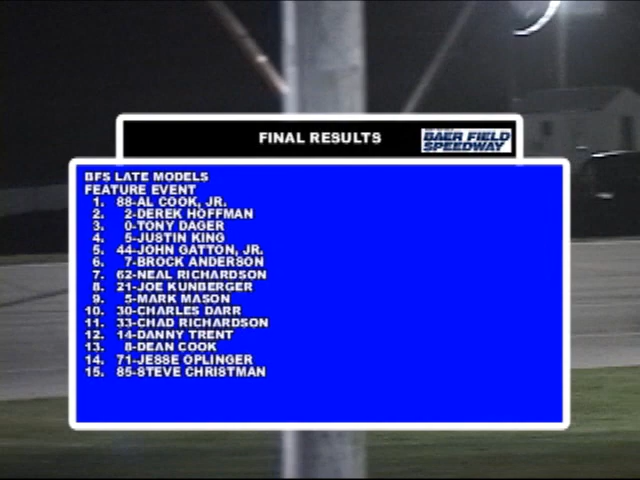 FINAL RESULTS
BAER FIELD
SPEEDWAY
BFS LATE MODELS
FEATURE EVENT
1. 88-AL COOK, JR.
2. 2-DEREK HOFFMAN
3. 0-TONY DAGER
4. 5-JUSTIN KING
5. 44-JOHN GATTON, JR.
6. 7-BROCK ANDERSON
7. 62-NEAL RICHARDSON
8. 21-JOE KUNBERGER
9. 5-MARK MASON
10. 30-CHARLES DARR
11. 33-CHAD RICHARDSON
12. 14-DANNY TRENT
13. 8-DEAN COOK
14. 71-JESSE OPLINGER
15. 85-STEVE CHRISTMAN